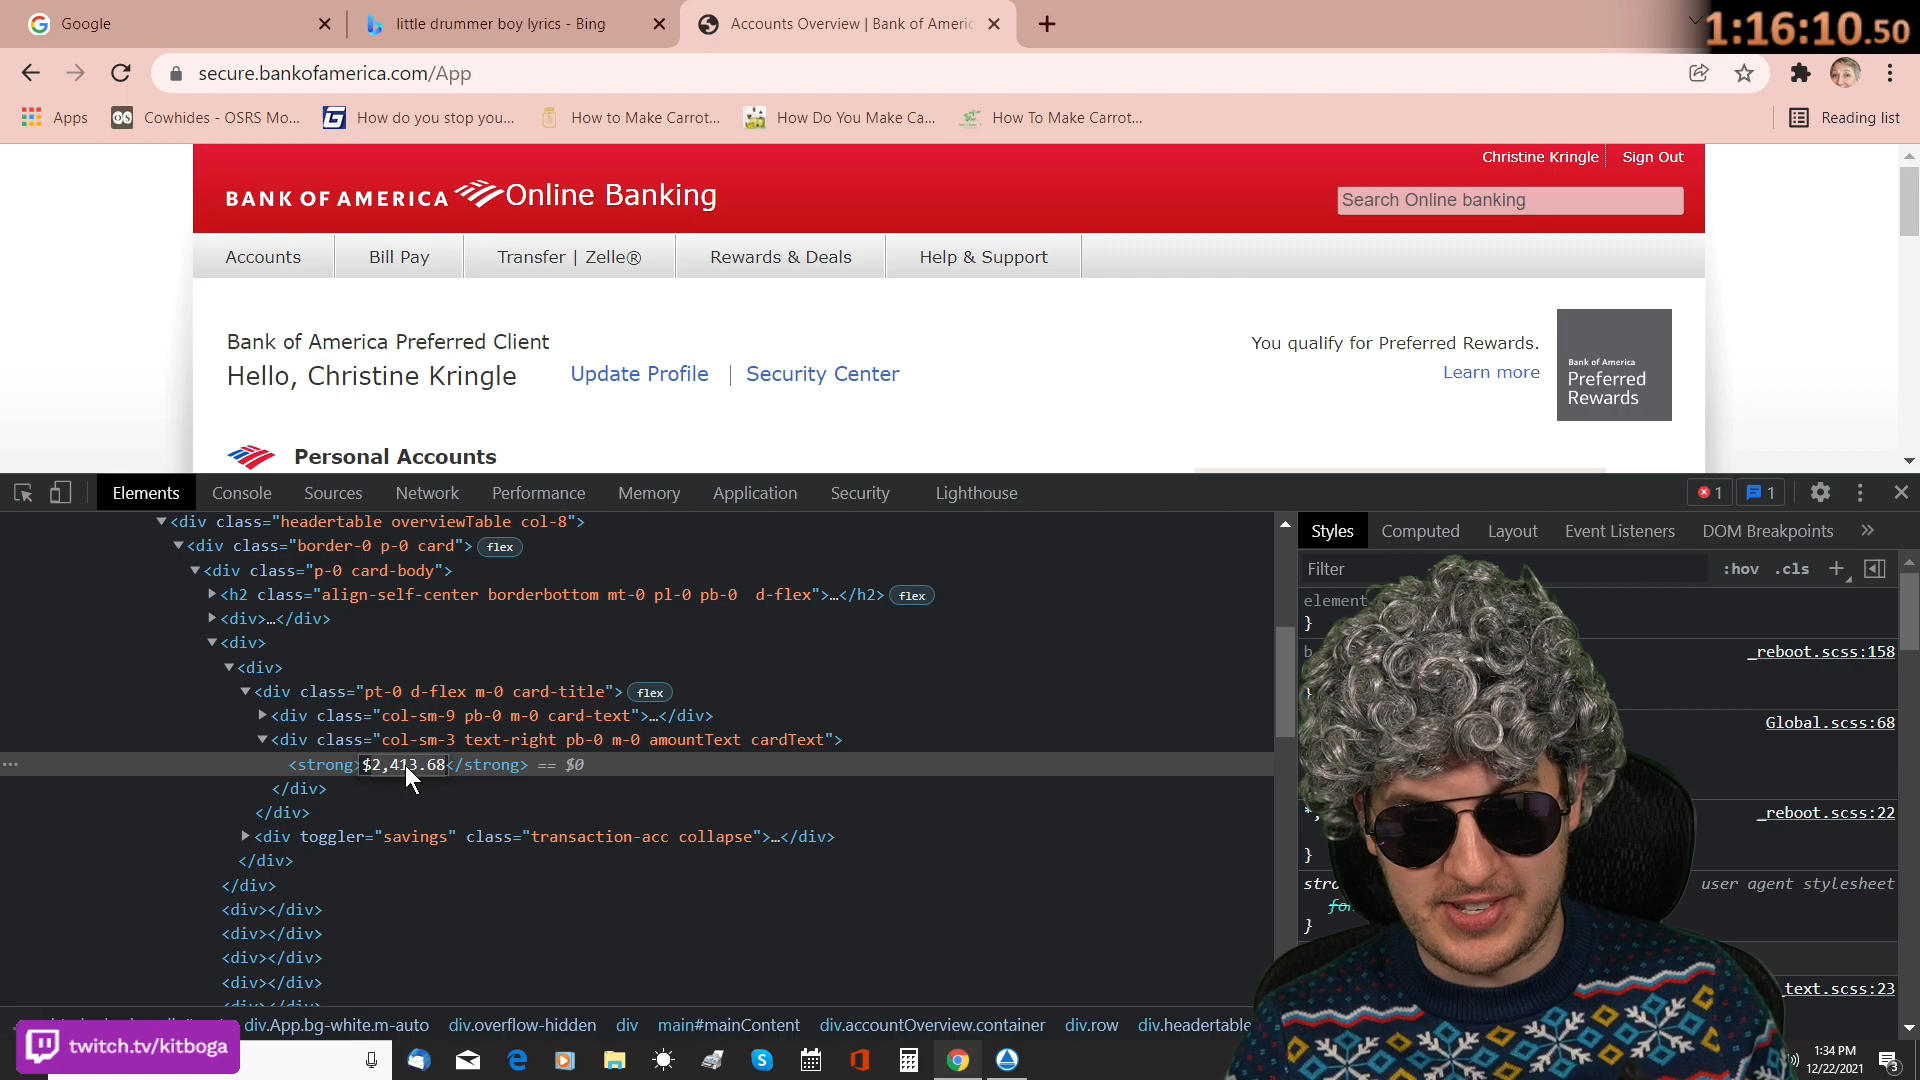 Google
little drummer boy lyrics - Bing
Accounts Overview | Bank of Americ
1:16:10.50
secure.bankofamerica.com/App
Apps
Cowhides - OSRS Mo...
How do you stop you...
How to Make Carrot...
How Do You Make Ca...
How To Make Carrot...
Reading list
Christine Kringle
Sign Out
BANK OF AMERICA Online Banking
Search Online banking
Accounts
Bill Pay
Transfer | Zelle®
Rewards & Deals
Help & Support
Bank of America Preferred Client
Hello, Christine Kringle
Update Profile | Security Center
You qualify for Preferred Rewards.
Learn more
Bank of America
Preferred
Rewards
Personal Accounts
Elements
Console
Sources
Network
Performance
Memory
Application
Security
Lighthouse
1
1
<div class="headertable overviewTable col-8">
<div class="border-0 p-0 card"> flex
<div class="p-0 card-body">
<h2 class="align-self-center borderbottom mt-0 pl-0 pb-0  d-flex">…</h2> flex
<div>…</div>
<div>
<div>
<div class="pt-0 d-flex m-0 card-title"> flex
<div class="col-sm-9 pb-0 m-0 card-text">…</div>
<div class="col-sm-3 text-right pb-0 m-0 amountText cardText">
<strong>$2,413.68</strong> == $0
</div>
</div>
<div toggler="savings" class="transaction-acc collapse">…</div>
</div>
</div>
<div></div>
<div></div>
<div></div>
<div></div>
Styles
Computed
Layout
Event Listeners
DOM Breakpoints
Filter
:hov .cls
element
}
b
_reboot.scss:158
Global.scss:68
_reboot.scss:22
}
user agent stylesheet
}
_text.scss:23
div.App.bg-white.m-auto
div.overflow-hidden
div
main#mainContent
div.accountOverview.container
div.row
div.headertable
twitch.tv/kitboga
1:34 PM
12/22/2021
3